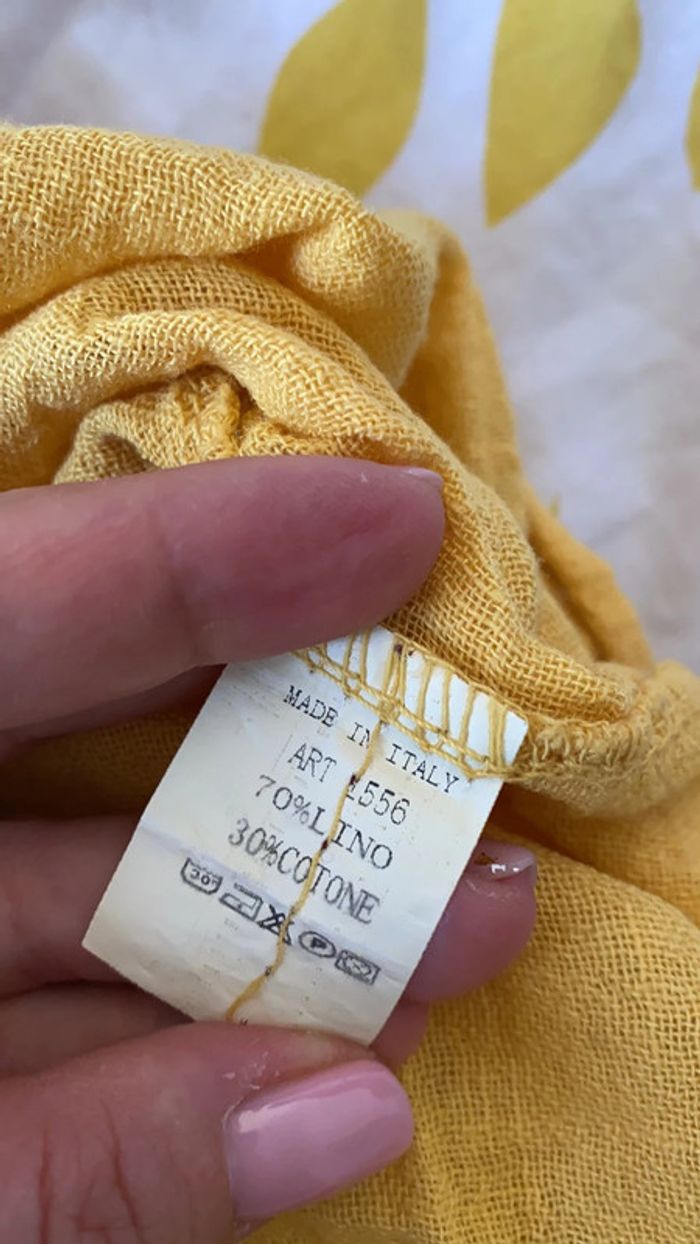 MADE IN ITALY
ART 1556
70%LINO
30%COTONE
P